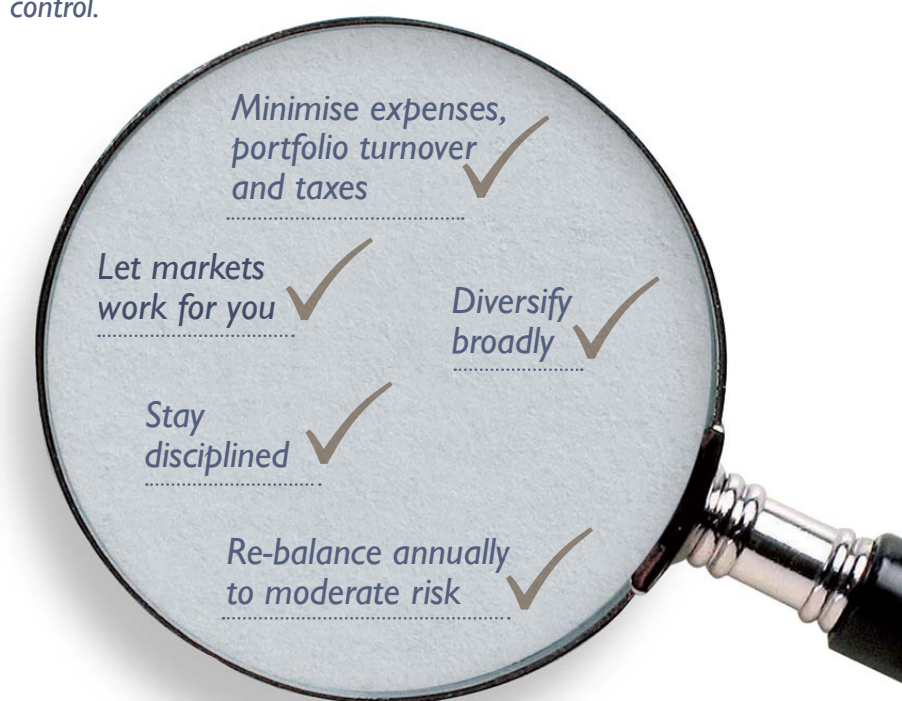 control.
Minimise expenses,
portfolio turnover
and taxes
Let markets
work for you
Diversify
broadly
Stay
disciplined
Re-balance annually
to moderate risk